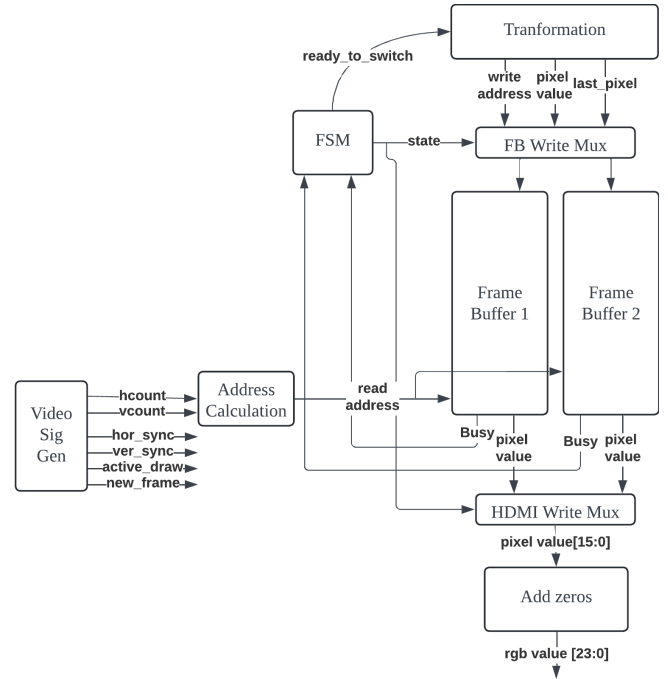 Tranformation
ready_to_switch
write
address
pixel
value
last_pixel
FSM
state
FB Write Mux
Frame
Buffer 1
Frame
Buffer 2
Video
Sig
Gen
hcount
vcount
hor_sync
ver_sync
active_draw
new_frame
Address
Calculation
read
address
Busy
pixel
value
Busy
pixel
value
HDMI Write Mux
pixel value[15:0]
Add zeros
rgb value [23:0]